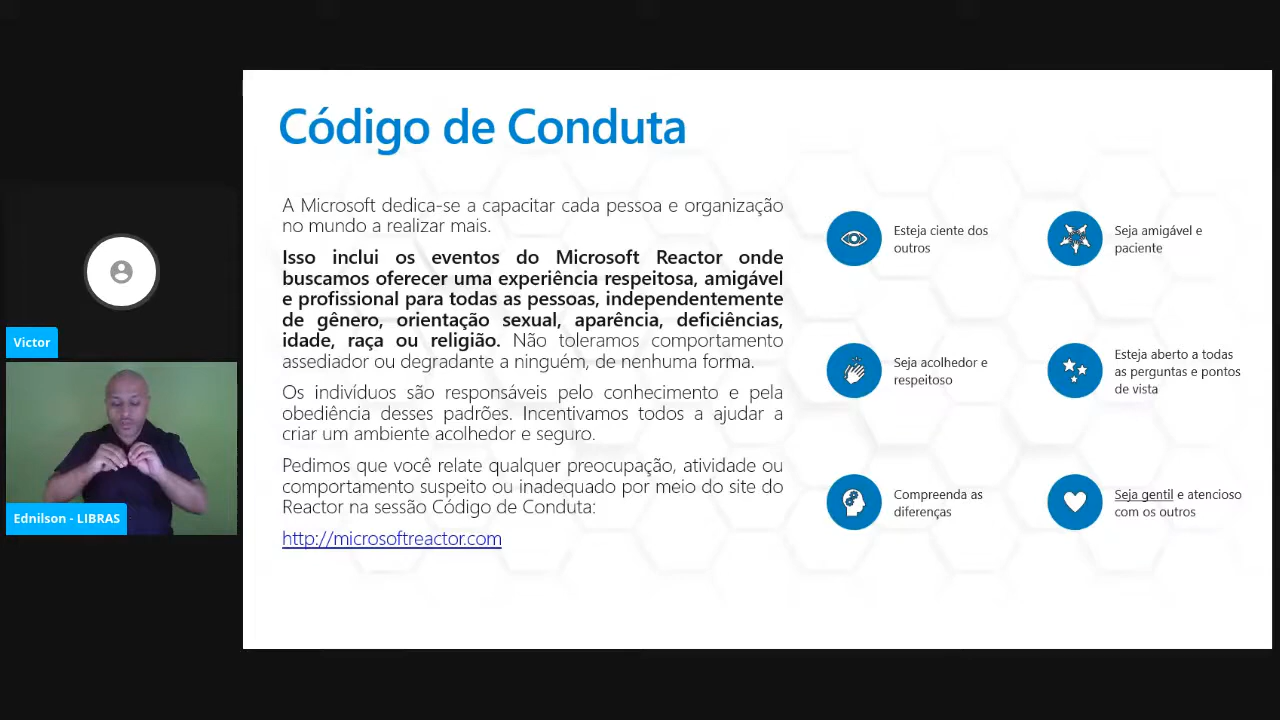 Código de Conduta
A Microsoft dedica-se a capacitar cada pessoa e organização
no mundo a realizar mais.
Isso inclui os eventos do Microsoft Reactor onde
buscamos oferecer uma experiência respeitosa, amigável
e profissional para todas as pessoas, independentemente
de gênero, orientação sexual, aparência, deficiências,
idade, raça ou religião. Não toleramos comportamento
assediador ou degradante a ninguém, de nenhuma forma.
Os indivíduos são responsáveis pelo conhecimento e pela
obediência desses padrões. Incentivamos todos a ajudar a
criar um ambiente acolhedor e seguro.
Pedimos que você relate qualquer preocupação, atividade ou
comportamento suspeito ou inadequado por meio do site do
Reactor na sessão Código de Conduta:
http://microsoftreactor.com
Esteja ciente dos
outros
Seja amigável e
paciente
Seja acolhedor e
respeitoso
Esteja aberto a todas
as perguntas e pontos
de vista
Compreenda as
diferenças
Seja gentil e atencioso
com os outros
Victor
Ednilson - LIBRAS